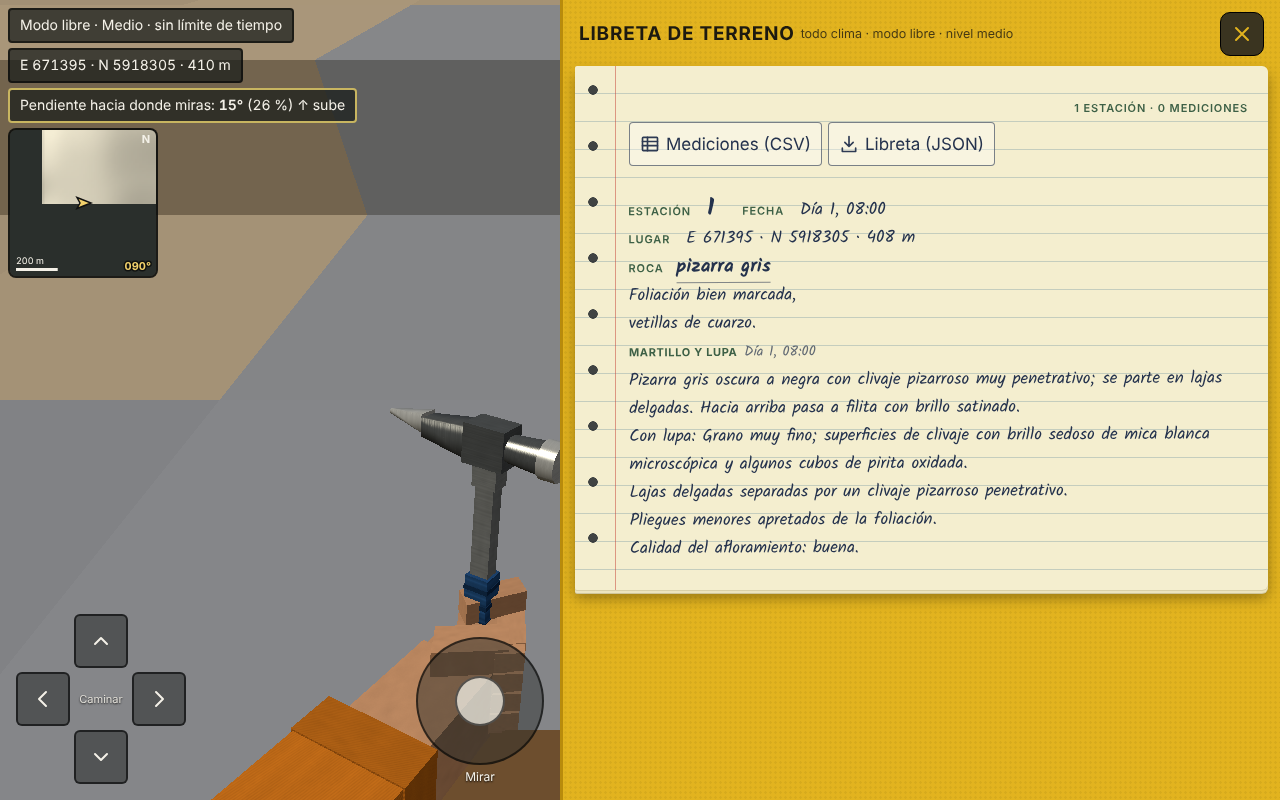 Modo libre · Medio · sin límite de tiempo
E 671395 · N 5918305 · 410 m
Pendiente hacia donde miras: 15° (26 %) ↑ sube
N
200 m
090°
Caminar
Mirar
LIBRETA DE TERRENO todo clima · modo libre · nivel medio
1 ESTACIÓN · 0 MEDICIONES
Mediciones (CSV) Libreta (JSON)
ESTACIÓN 1 FECHA Día 1, 08:00
LUGAR E 671395 · N 5918305 · 408 m
ROCA pizarra gris
Foliación bien marcada,
vetillas de cuarzo.
MARTILLO Y LUPA Día 1, 08:00
Pizarra gris oscura a negra con clivaje pizarroso muy penetrativo; se parte en lajas
delgadas. Hacia arriba pasa a filita con brillo satinado.
Con lupa: Grano muy fino; superficies de clivaje con brillo sedoso de mica blanca
microscópica y algunos cubos de pirita oxidada.
Lajas delgadas separadas por un clivaje pizarroso penetrativo.
Pliegues menores apretados de la foliación.
Calidad del afloramiento: buena.